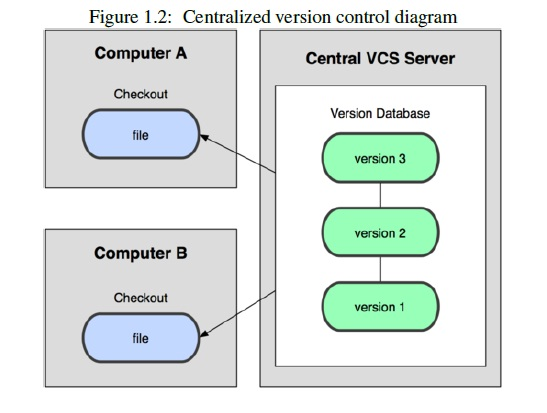 Figure 1.2: Centralized version control diagram
Computer A
Checkout
file
Central VCS Server
Version Database
version 3
version 2
version 1
Computer B
Checkout
file